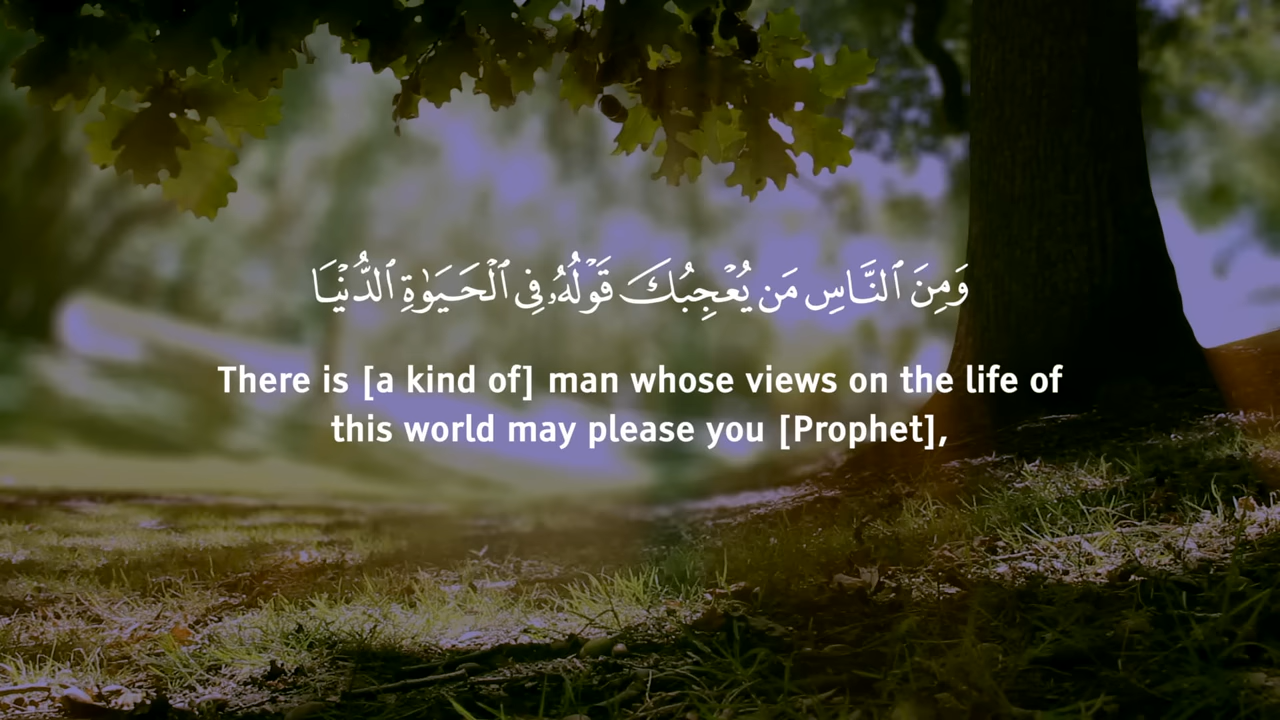 وَمِنَ ٱلنَّاسِ مَن يُعْجِبُكَ قَوْلُهُۥ فِى ٱلْحَيَوٰةِ ٱلدُّنْيَا
There is [a kind of] man whose views on the life of
this world may please you [Prophet],